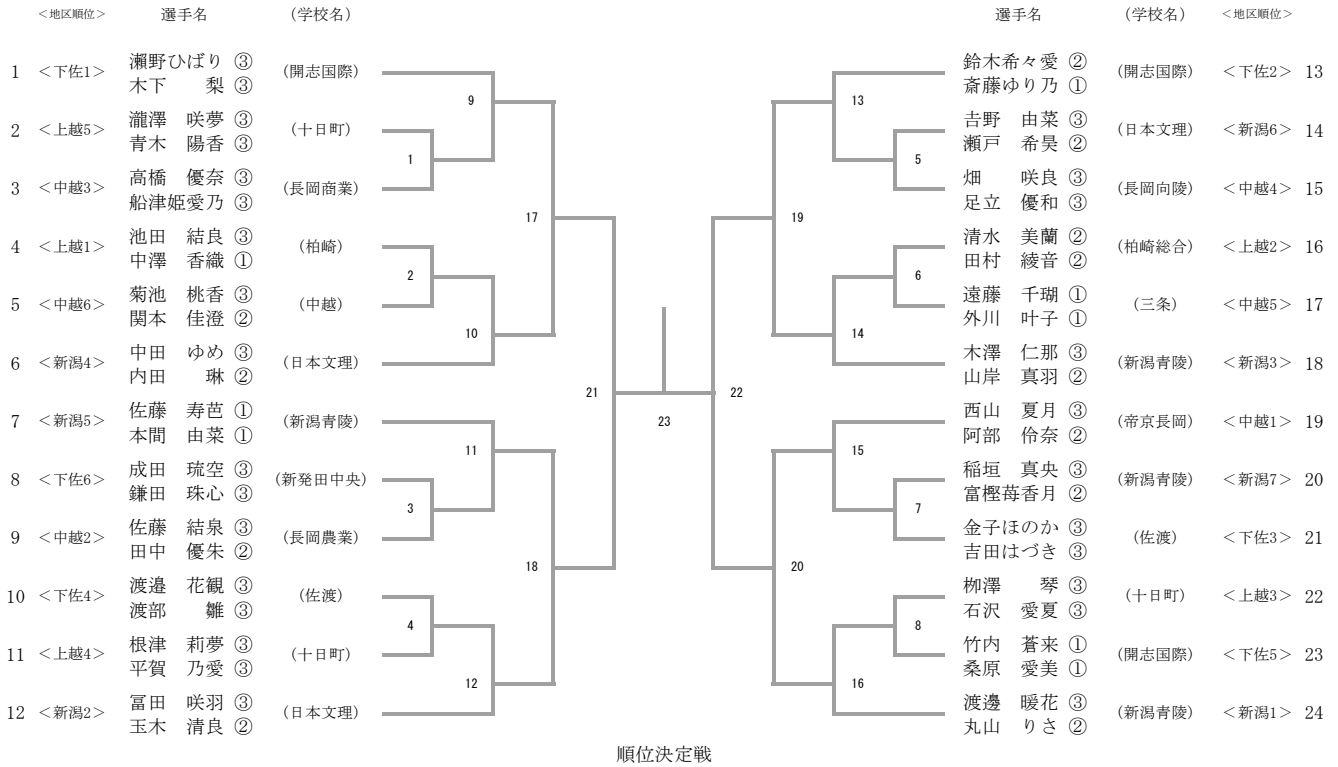 ＜地区順位＞ 選手名 (学校名) 選手名 (学校名) ＜地区順位＞
1 ＜下佐1＞ 瀬野ひばり ③ 木下 梨 ③ (開志国際)
2 ＜上越5＞ 瀧澤 咲夢 ③ 青木 陽香 ③ (十日町)
3 ＜中越3＞ 高橋 優奈 ③ 船津姫愛乃 ③ (長岡商業)
4 ＜上越1＞ 池田 結良 ③ 中澤 香織 ① (柏崎)
5 ＜中越6＞ 菊池 桃香 ③ 関本 佳澄 ② (中越)
6 ＜新潟4＞ 中田 ゆめ ③ 内田 琳 ② (日本文理)
7 ＜新潟5＞ 佐藤 寿芭 ① 本間 由菜 ① (新潟青陵)
8 ＜下佐6＞ 成田 琉空 ③ 鎌田 珠心 ③ (新発田中央)
9 ＜中越2＞ 佐藤 結泉 ③ 田中 優朱 ② (長岡農業)
10 ＜下佐4＞ 渡邉 花観 ③ 渡部 雛 ③ (佐渡)
11 ＜上越4＞ 根津 莉夢 ③ 平賀 乃愛 ③ (十日町)
12 ＜新潟2＞ 冨田 咲羽 ③ 玉木 清良 ② (日本文理)
9
1
17
2
10
21
11
3
18
4
12
23
13
5
19
6
14
22
15
7
20
8
16
鈴木希々愛 ② 斎藤ゆり乃 ① (開志国際) ＜下佐2＞ 13
吉野 由菜 ③ 瀬戸 希昊 ② (日本文理) ＜新潟6＞ 14
畑 咲良 ③ 足立 優和 ③ (長岡向陵) ＜中越4＞ 15
清水 美蘭 ② 田村 綾音 ② (柏崎総合) ＜上越2＞ 16
遠藤 千瑚 ① 外川 叶子 ① (三条) ＜中越5＞ 17
木澤 仁那 ③ 山岸 真羽 ② (新潟青陵) ＜新潟3＞ 18
西山 夏月 ③ 阿部 伶奈 ② (帝京長岡) ＜中越1＞ 19
稲垣 真央 ③ 富樫苺香月 ② (新潟青陵) ＜新潟7＞ 20
金子ほのか ③ 吉田はづき ③ (佐渡) ＜下佐3＞ 21
栁澤 琴 ③ 石沢 愛夏 ③ (十日町) ＜上越3＞ 22
竹内 蒼来 ① 桑原 愛美 ① (開志国際) ＜下佐5＞ 23
渡邊 暖花 ③ 丸山 りさ ② (新潟青陵) ＜新潟1＞ 24
順位決定戦